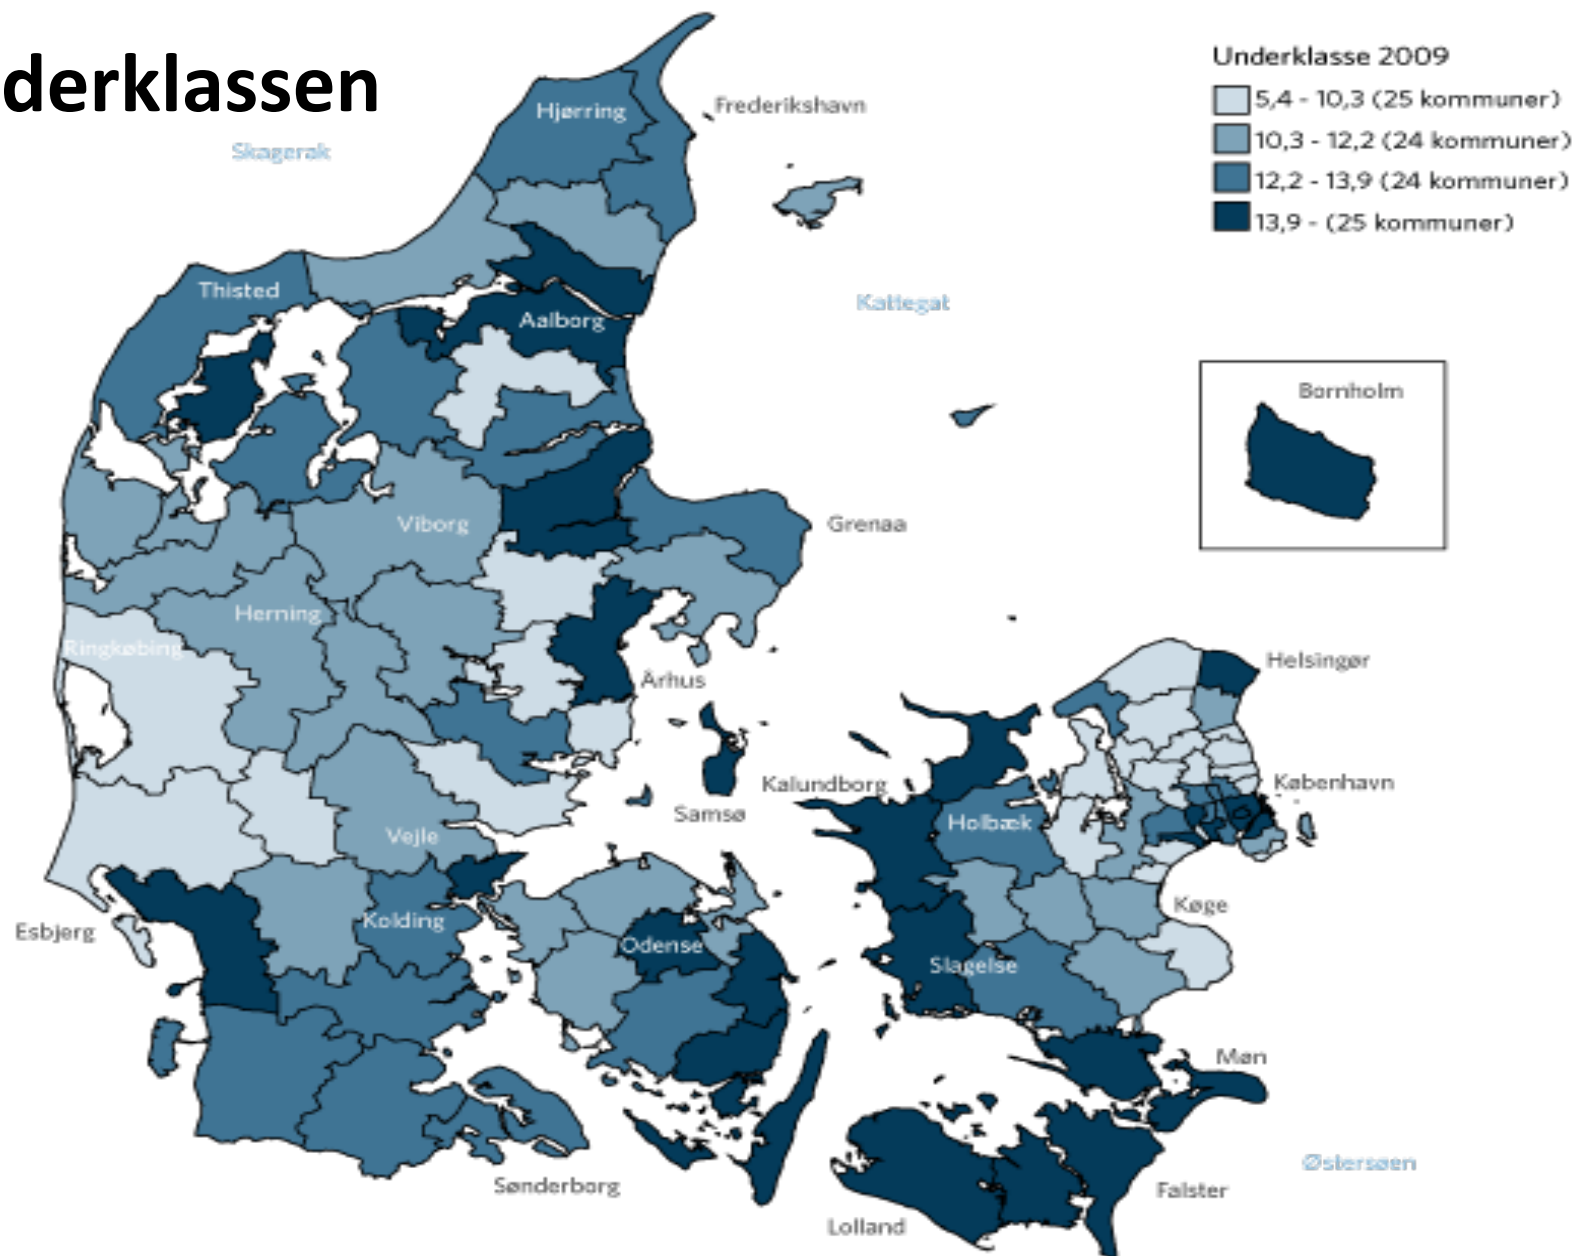 derklassen
Underklasse 2009
5,4 - 10,3 (25 kommuner)
10,3 - 12,2 (24 kommuner)
12,2 - 13,9 (24 kommuner)
13,9 - (25 kommuner)
Skagerak
Hjørring
Frederikshavn
Thisted
Aalborg
Kattegat
Bornholm
Viborg
Grenaa
Herning
Ringkøbing
Århus
Helsingør
Kalundborg
København
Samsø
Holbæk
Vejle
Køge
Esbjerg
Kolding
Odense
Slagelse
Møn
Østersøen
Sønderborg
Falster
Lolland